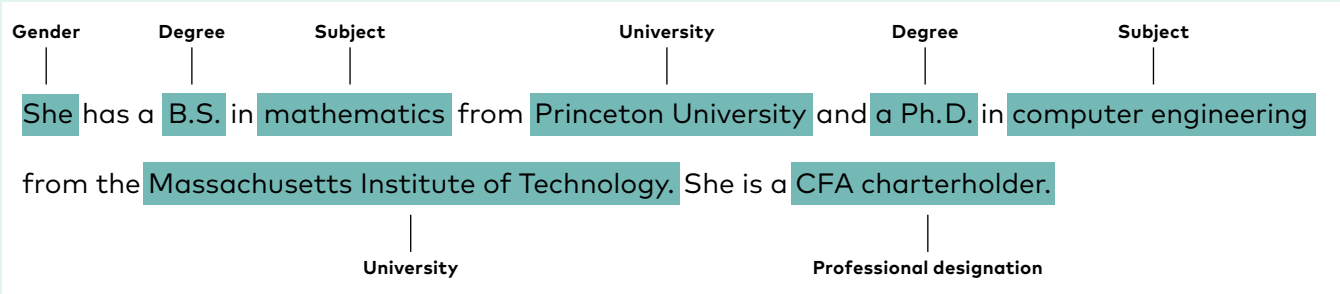 Gender Degree Subject University Degree Subject
She has a B.S. in mathematics from Princeton University and a Ph.D. in computer engineering
from the Massachusetts Institute of Technology. She is a CFA charterholder.
University Professional designation